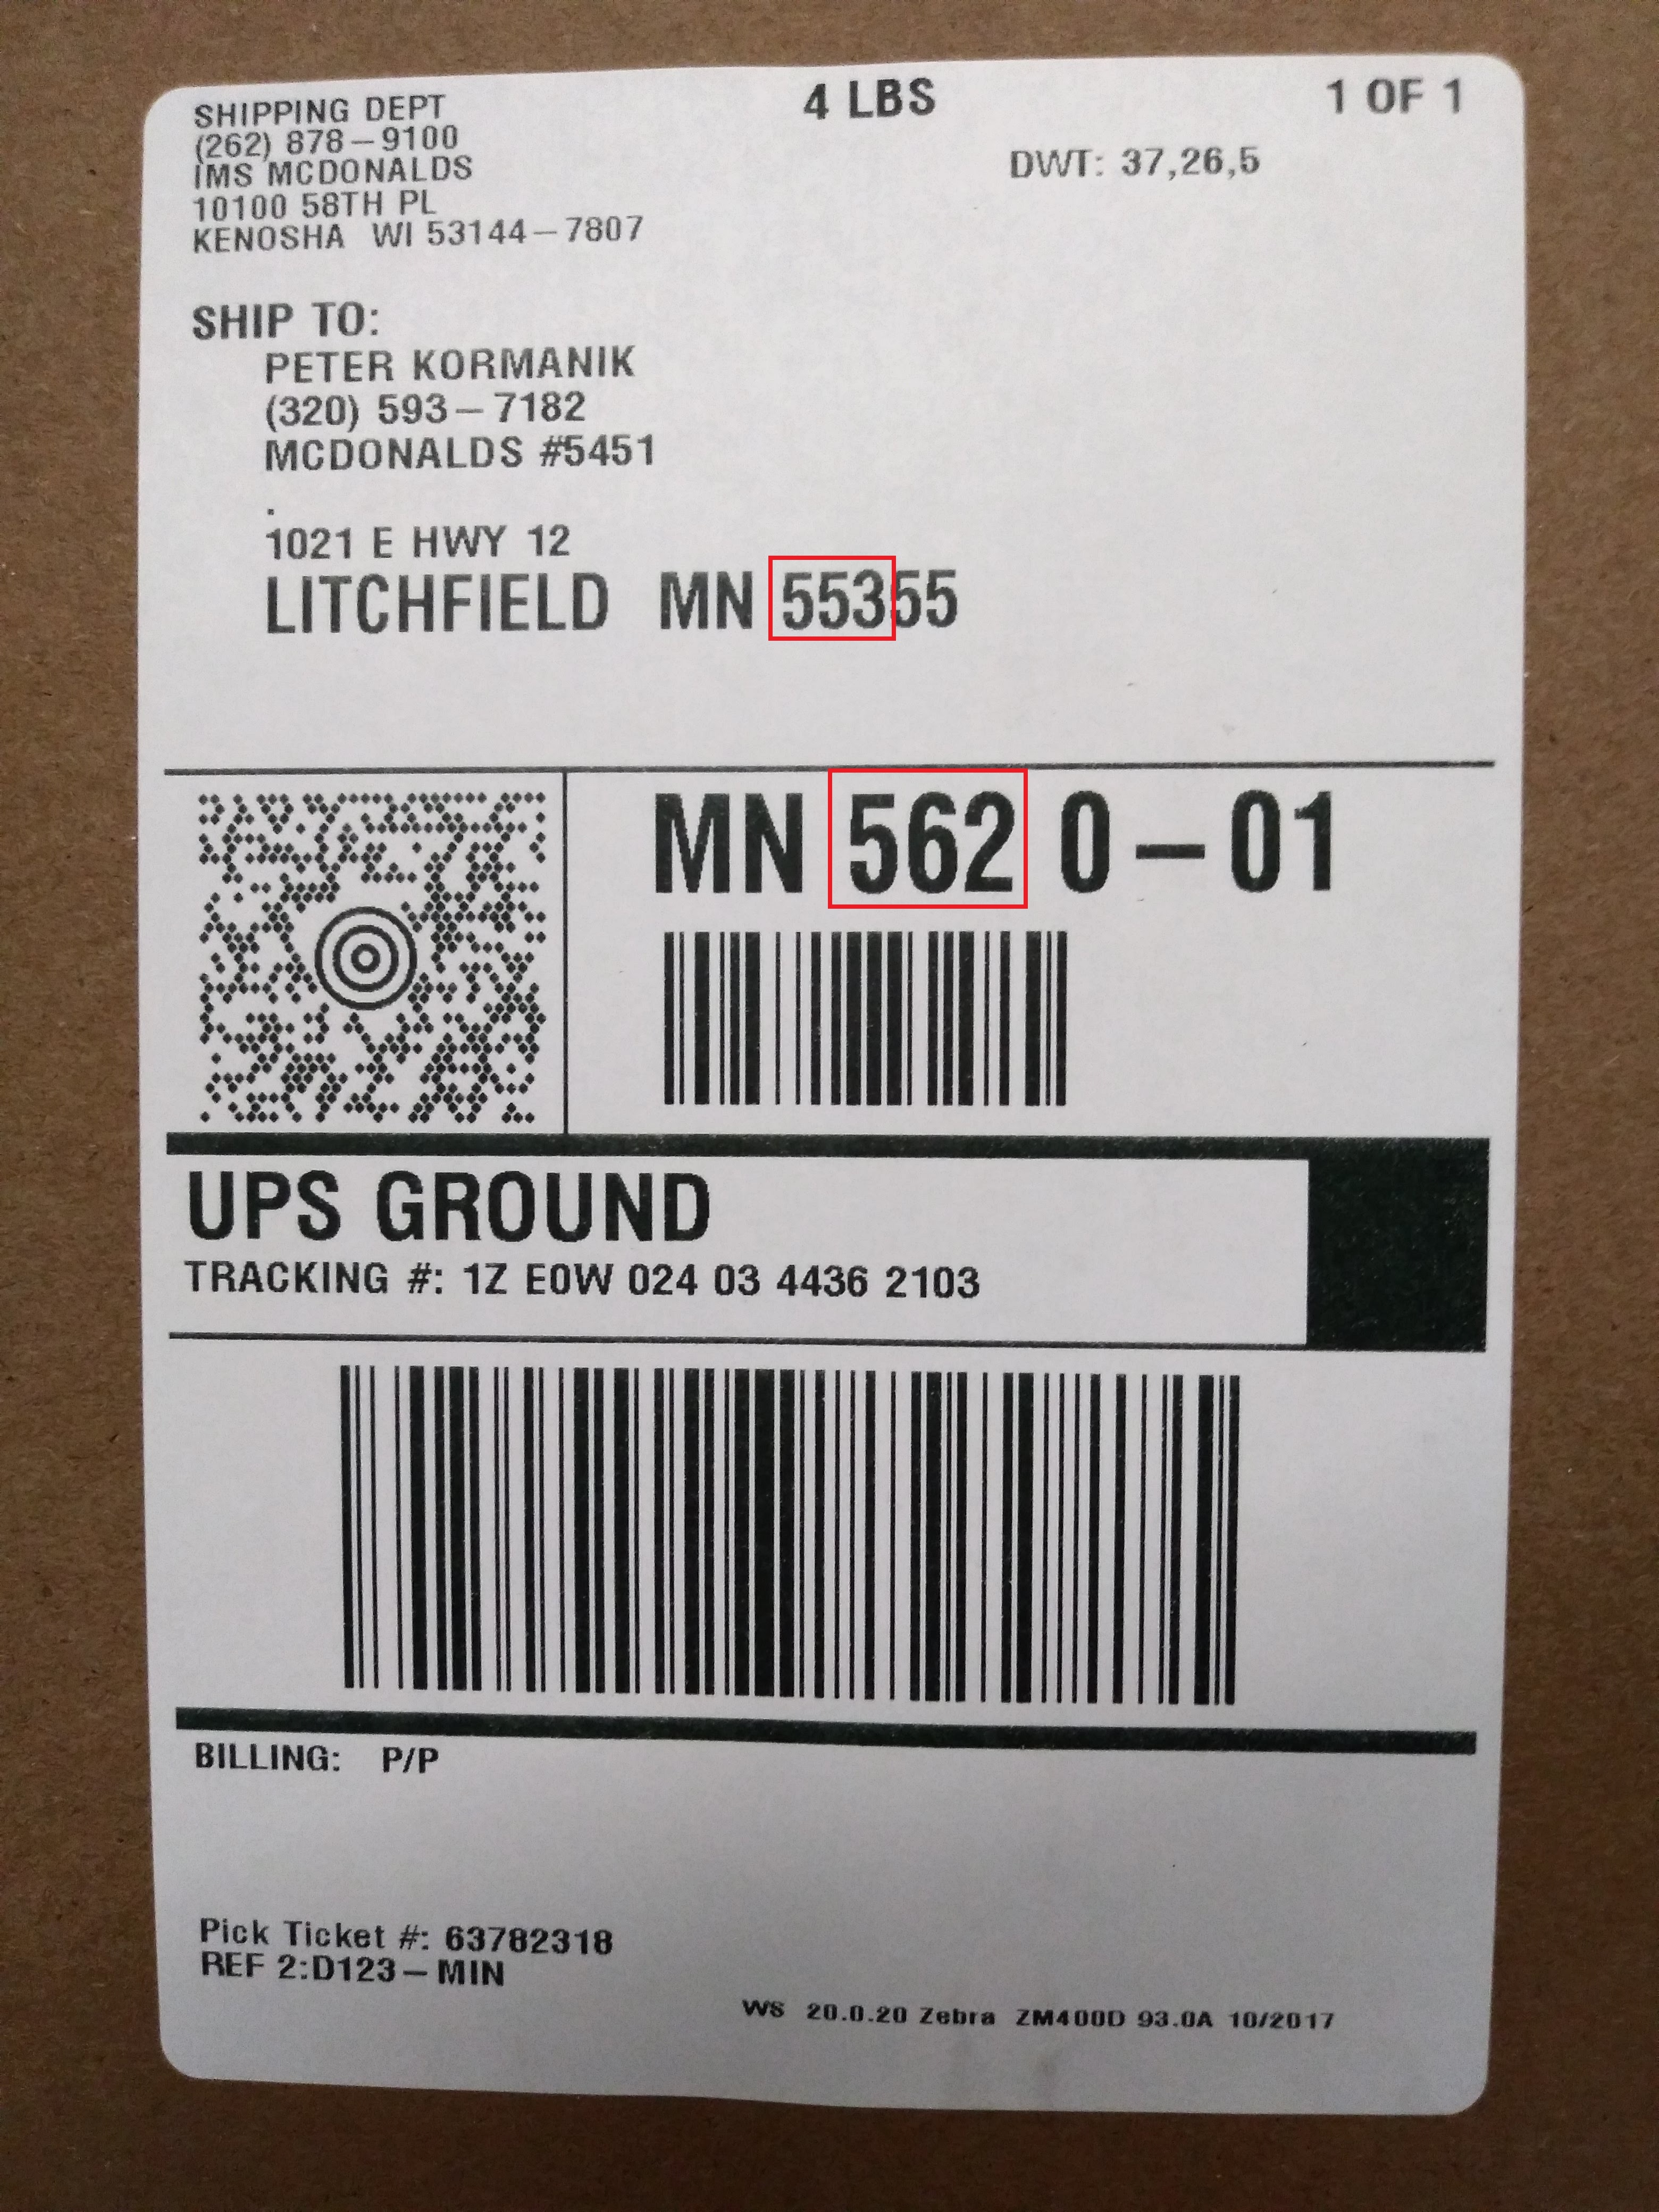 SHIPPING DEPT
(262) 878-9100
IMS MCDONALDS
10100 58TH PL
KENOSHA WI 53144-7807
4 LBS
1 OF 1
DWT: 37,26,5
SHIP TO:
PETER KORMANIK
(320) 593-7182
MCDONALDS #5451
.
1021 E HWY 12
LITCHFIELD MN 55355
MN 562 0-01
UPS GROUND
TRACKING #: 1Z E0W 024 03 4436 2103
BILLING: P/P
Pick Ticket #: 63782318
REF 2:D123-MIN
WS 20.0.20 Zebra ZM400D 93.0A 10/2017